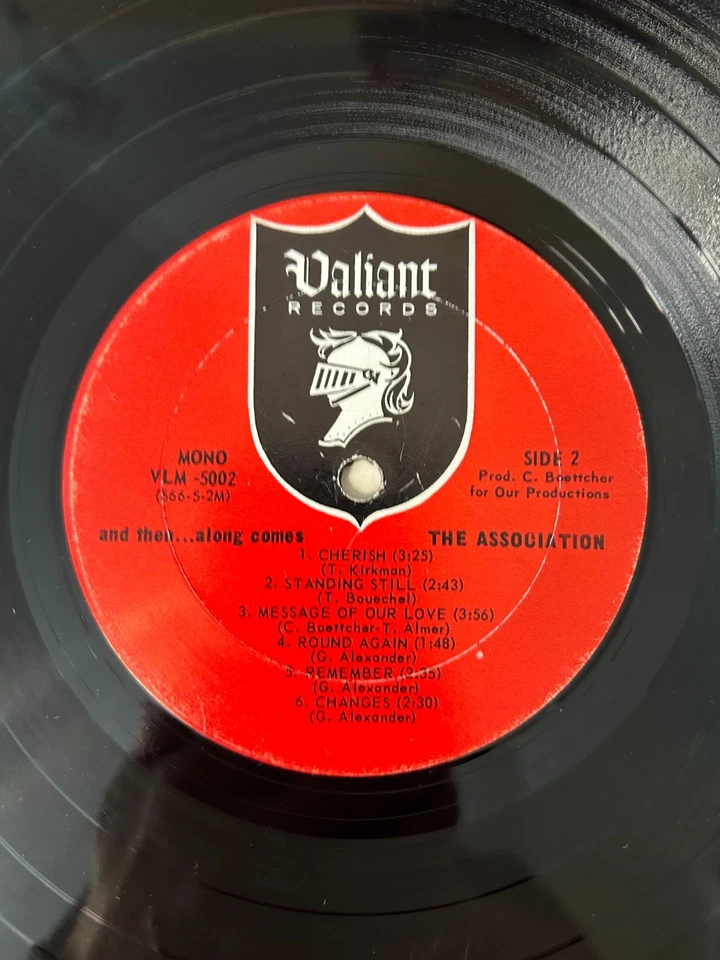 Valiant
RECORDS
MONO
VLM -5002
(366-5-2M)
SIDE 2
Prod. C. Boettcher
for Our Productions
and then...along comes THE ASSOCIATION
1. CHERISH (3:25)
(T. Kirkman)
2. STANDING STILL (2:43)
(T. Bouechel)
3. MESSAGE OF OUR LOVE (3:56)
(C. Boettcher-T. Almer)
4. ROUND AGAIN (1:48)
(G. Alexander)
5. REMEMBER (2:35)
(G. Alexander)
6. CHANGES (2:30)
(G. Alexander)